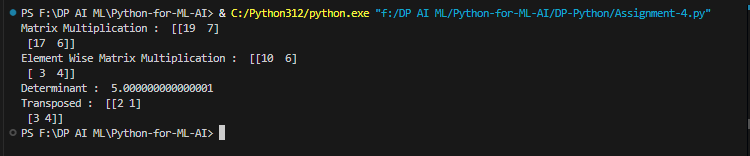 PS F:\DP AI ML\Python-for-ML-AI> & C:/Python312/python.exe "f:/DP AI ML/Python-for-ML-AI/DP-Python/Assignment-4.py"
Matrix Multiplication :  [[19  7]
 [17  6]]
Element Wise Matrix Multiplication :  [[10  6]
 [ 3  4]]
Determinant :  5.000000000000001
Transposed :  [[2 1]
 [3 4]]
PS F:\DP AI ML\Python-for-ML-AI>